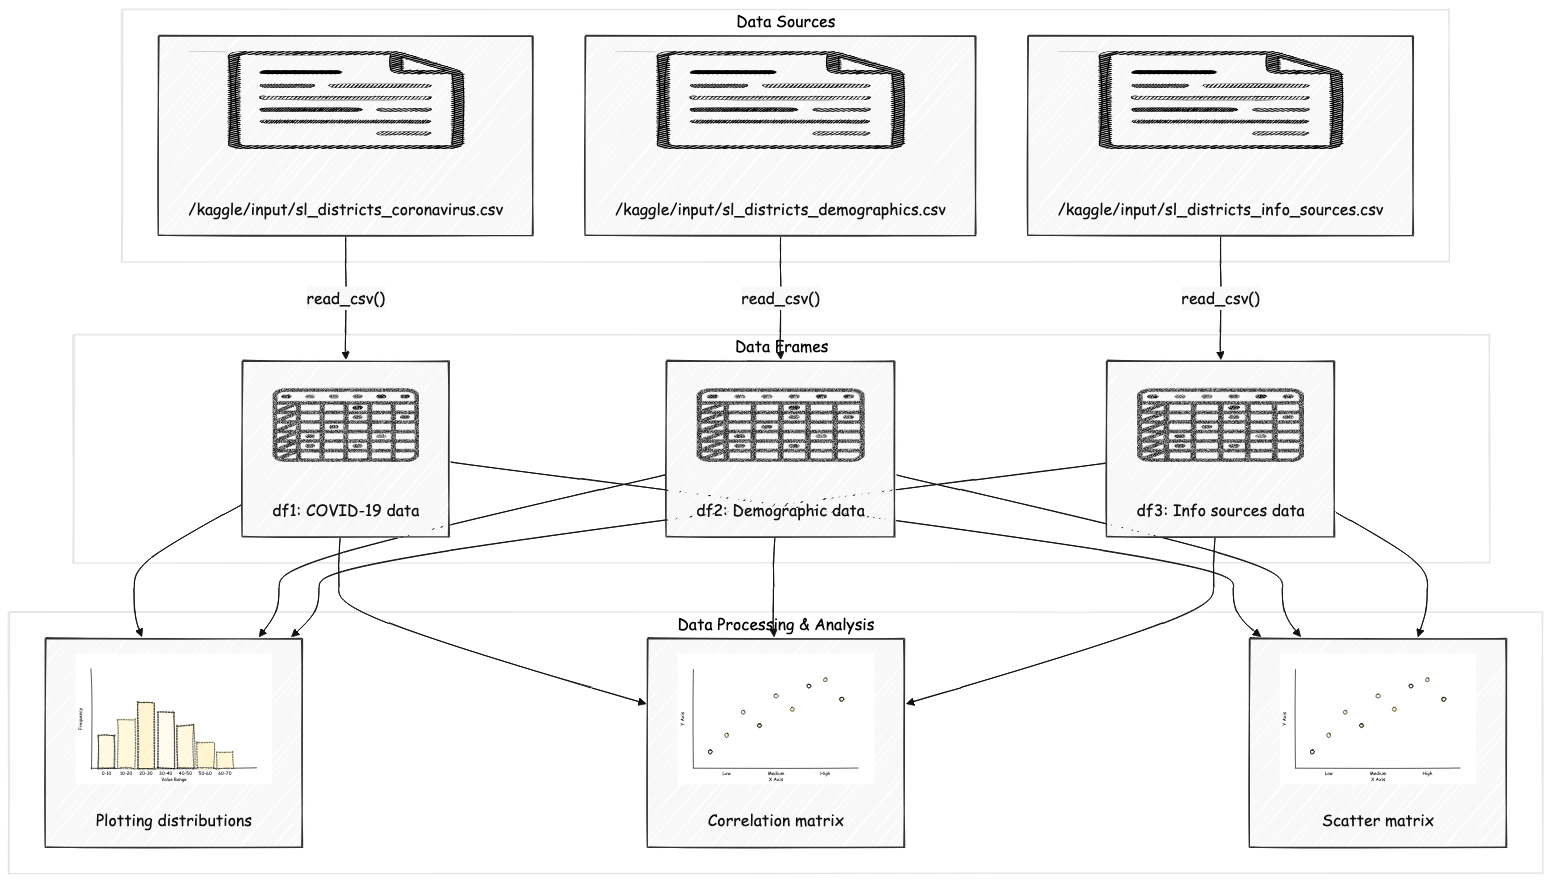 Data Sources
/kaggle/input/sl_districts_coronavirus.csv
/kaggle/input/sl_districts_demographics.csv
/kaggle/input/sl_districts_info_sources.csv
read_csv()
read_csv()
read_csv()
Data Frames
df1: COVID-19 data
df2: Demographic data
df3: Info sources data
Data Processing & Analysis
Frequency
0-10 10-20 20-30 30-40 40-50 50-60 60-70
Value Range
Plotting distributions
Y Axis
Low Medium High
X Axis
Correlation matrix
Y Axis
Low Medium High
X Axis
Scatter matrix